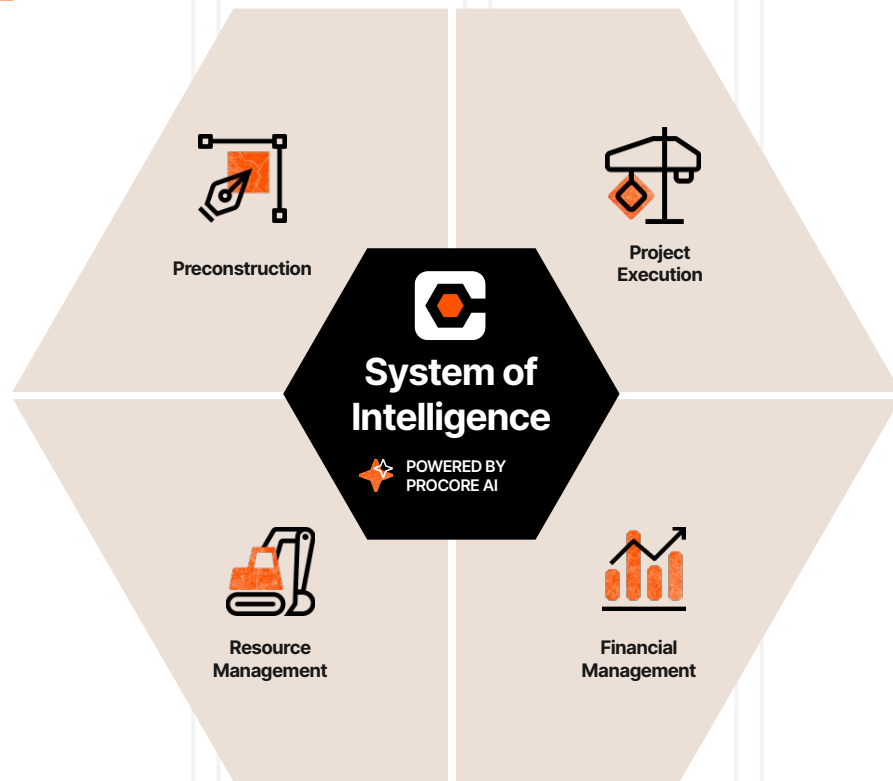 Preconstruction
Project
Execution
System of
Intelligence
POWERED BY
PROCORE AI
Resource
Management
Financial
Management